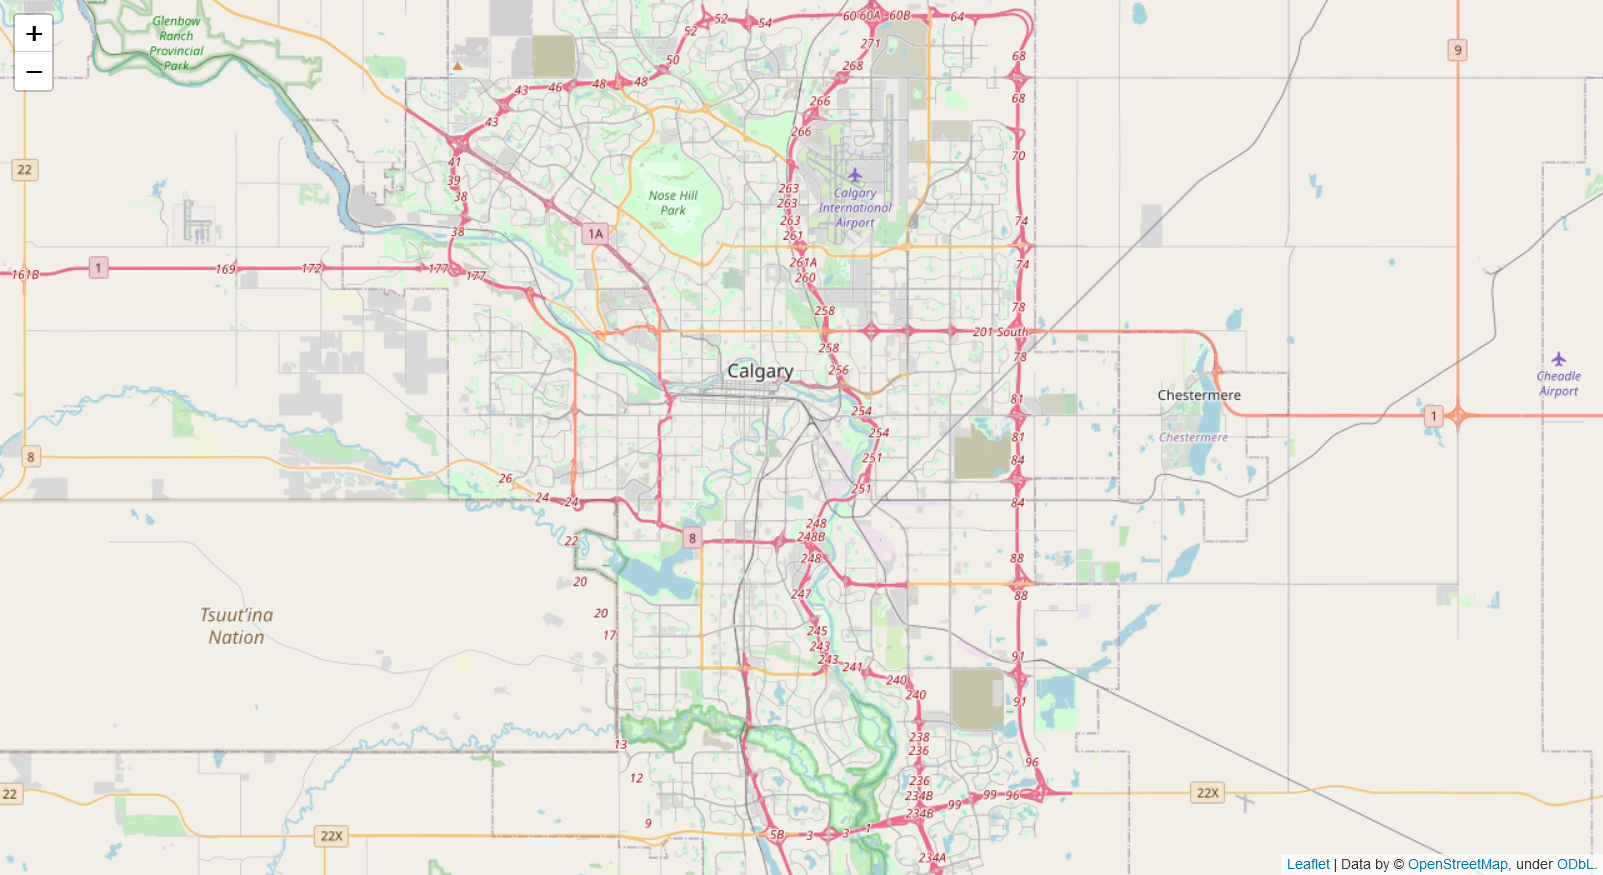 +
−
Glenbow
Ranch
Provincial
Park
52
52
54
60
60A
60B
64
9
271
68
50
268
43
46
48
48
68
266
43
266
70
41
22
39
263
38
Nose Hill
Park
Calgary
International
Airport
263
263
38
1A
261
74
161B
1
169
172
177
177
261A
74
260
258
78
201 South
258
78
Calgary
256
Cheadle
Airport
Chestermere
81
254
1
254
81
Chestermere
8
251
84
26
251
24
24
84
248
22
8
248B
248
88
20
247
88
Tsuut'ina
Nation
20
17
245
243
243
241
91
240
240
91
13
238
236
96
12
236
22
234B
99
99
96
22X
234B
9
22X
5B
3
3
1
234A
Leaflet | Data by © OpenStreetMap, under ODbL.